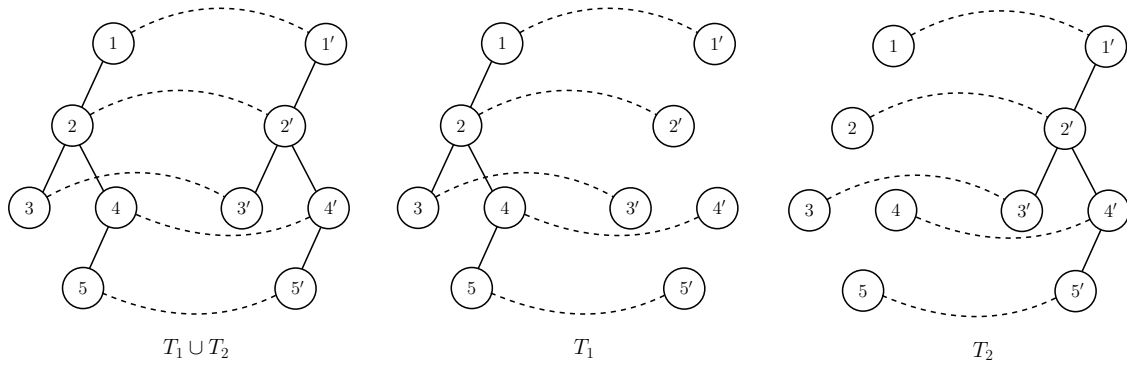 1 1′ 1 1′ 1 1′
2 2′ 2 2′ 2 2′
3 4 3′ 4′ 3 4 3′ 4′ 3 4 3′ 4′
5 5′ 5 5′ 5 5′
T₁ ∪ T₂ T₁ T₂